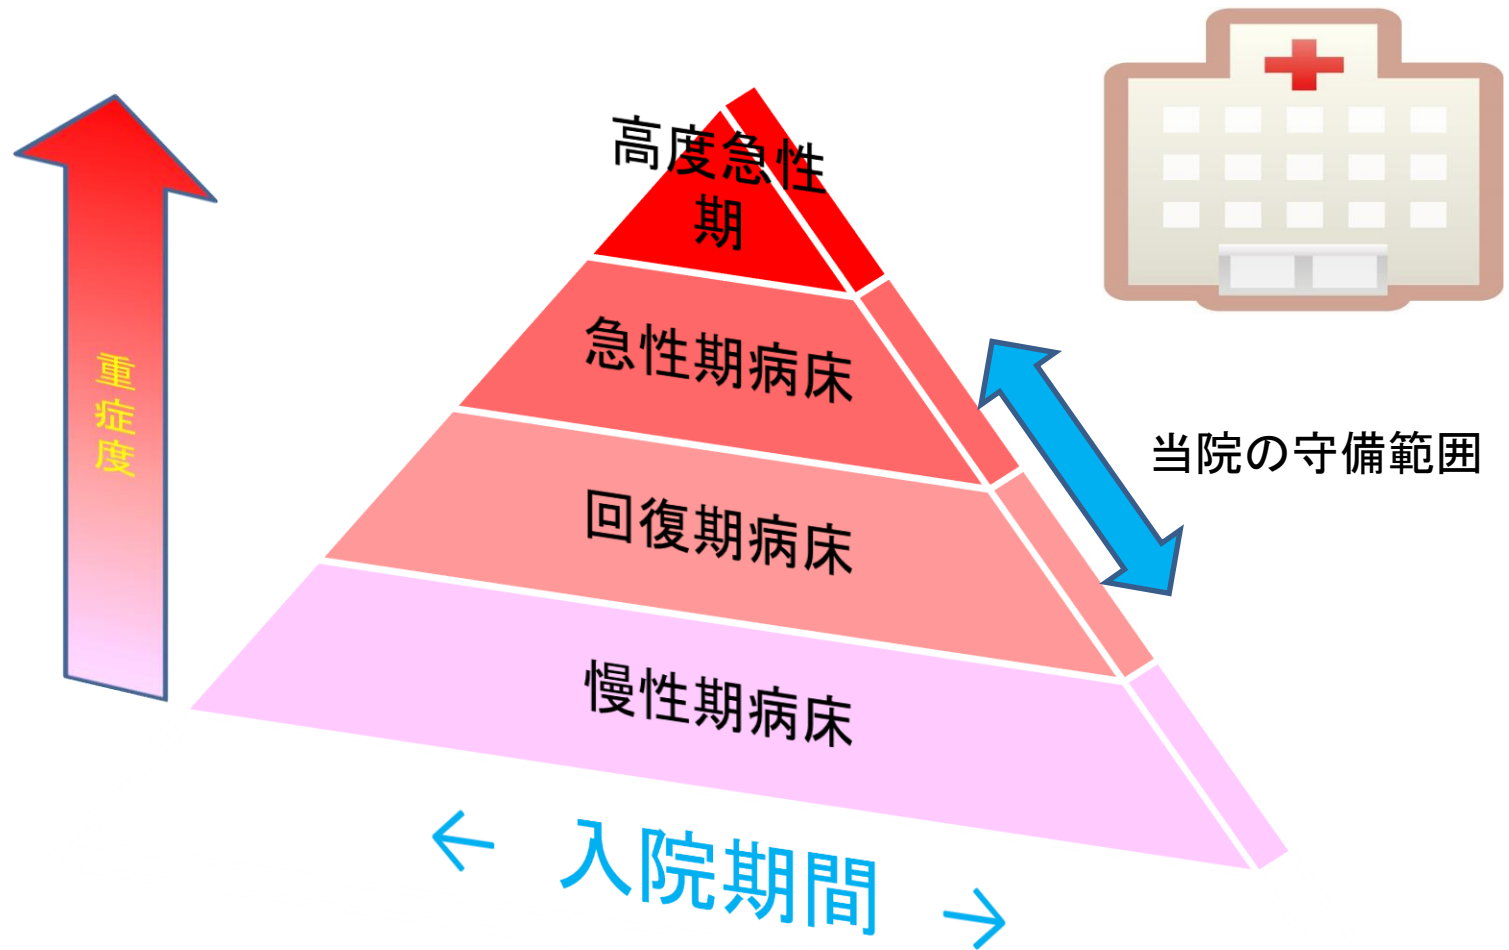 高度急性
期
急性期病床
回復期病床
慢性期病床
重症度
当院の守備範囲
← 入院期間 →